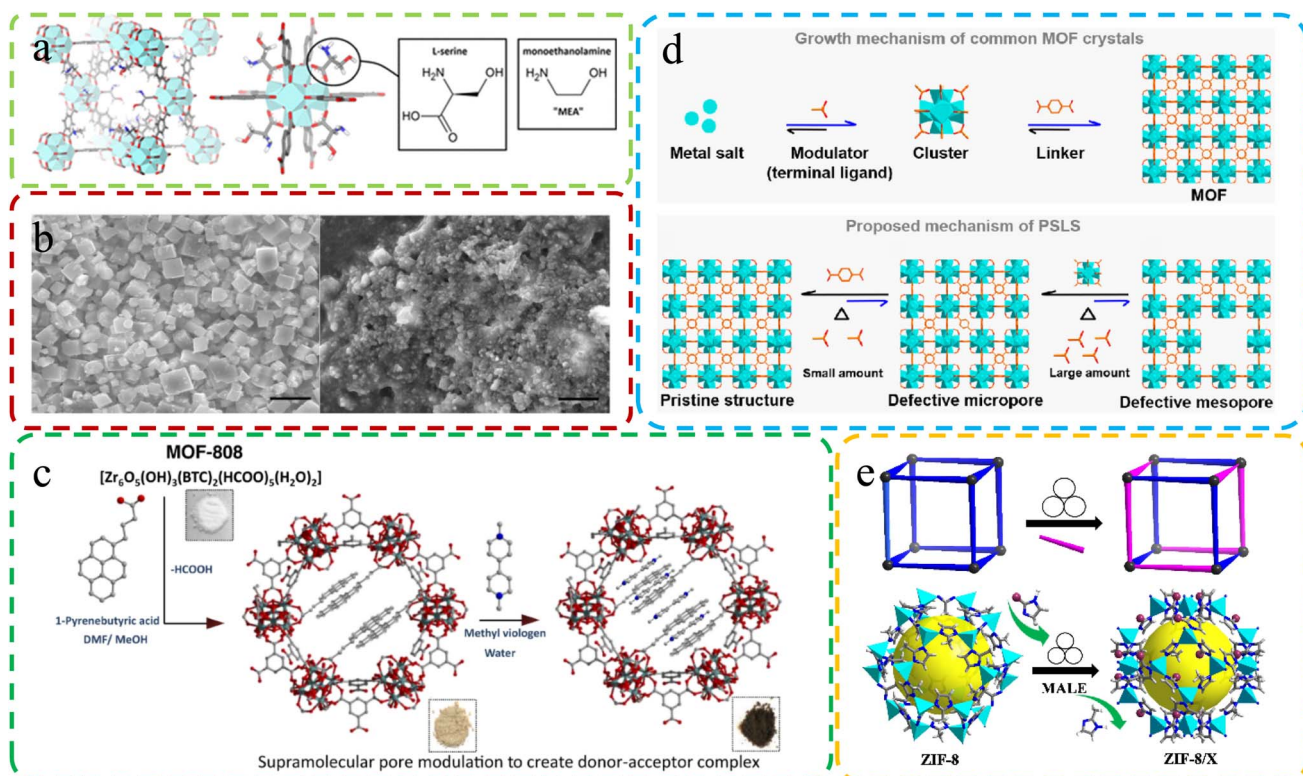 a
L-serine
H₂N
OH
HO
O
monoethanolamine
H₂N
OH
"MEA"
b
c
MOF-808
[Zr₆O₅(OH)₃(BTC)₂(HCOO)₅(H₂O)₂]
-HCOOH
1-Pyrenebutyric acid
DMF/ MeOH
Methyl viologen
Water
Supramolecular pore modulation to create donor-acceptor complex
d
Growth mechanism of common MOF crystals
Metal salt
Modulator
(terminal ligand)
Cluster
Linker
MOF
Proposed mechanism of PSLS
Small amount
Large amount
Pristine structure
Defective micropore
Defective mesopore
e
MALE
ZIF-8
ZIF-8/X